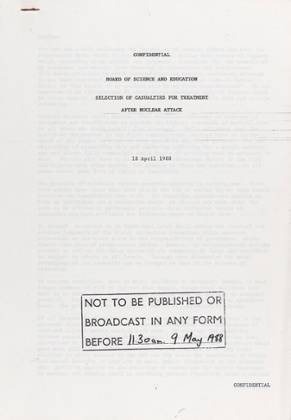 CONFIDENTIAL
BOARD OF SCIENCE AND EDUCATION
SELECTION OF CASUALTIES FOR TREATMENT
AFTER NUCLEAR ATTACK
18 April 1988
NOT TO BE PUBLISHED OR
BROADCAST IN ANY FORM
BEFORE 11.30am. 9 May 1988
CONFIDENTIAL